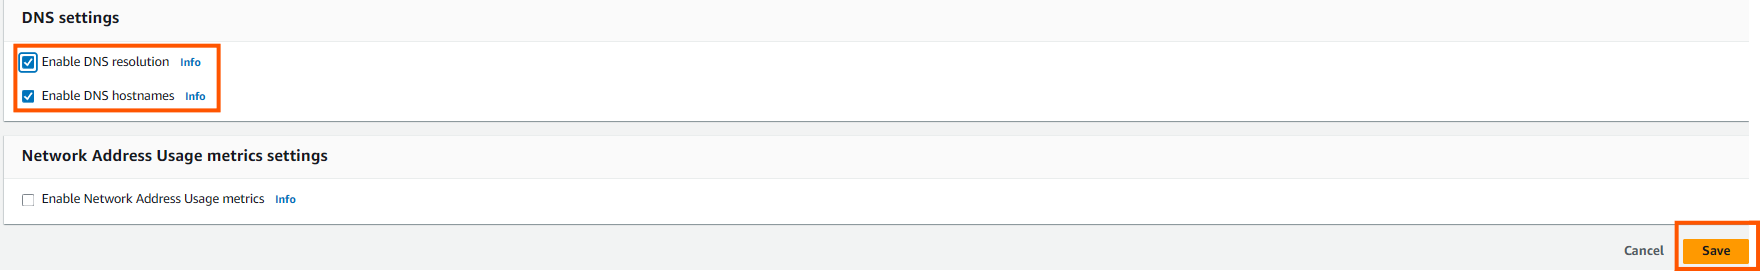 DNS settings
Enable DNS resolution Info
Enable DNS hostnames Info
Network Address Usage metrics settings
Enable Network Address Usage metrics Info
Cancel Save